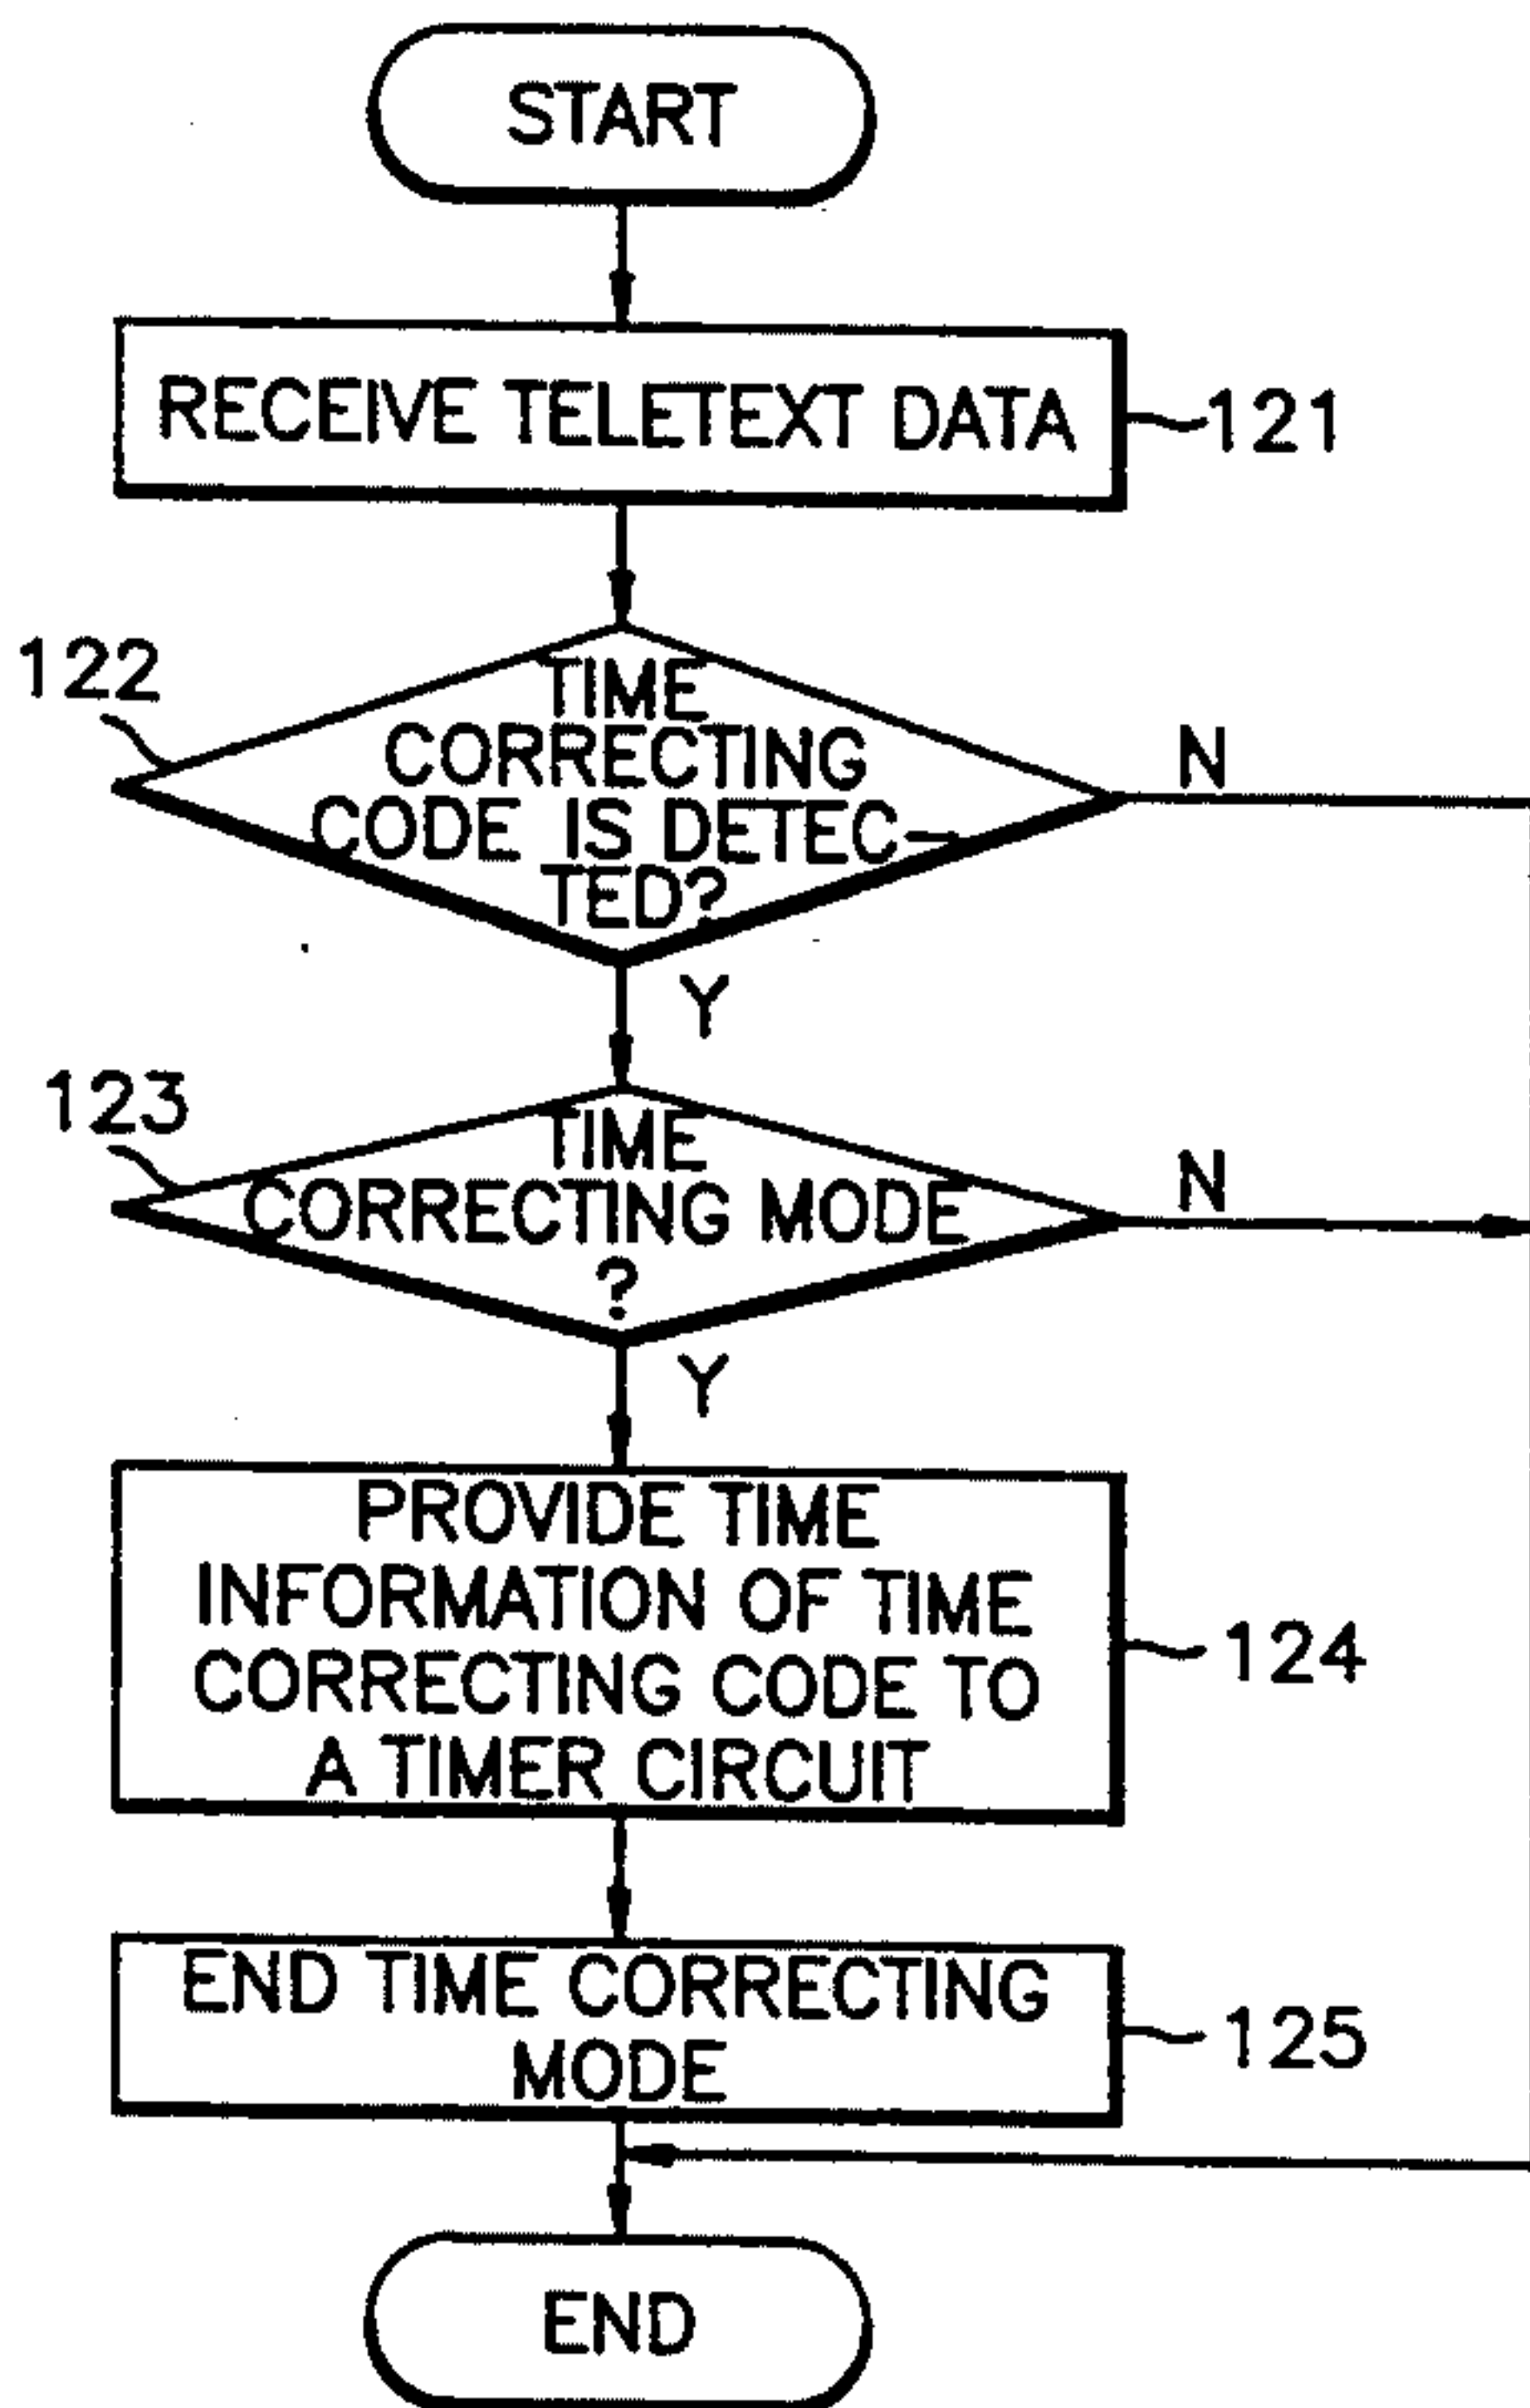 START
RECEIVE TELETEXT DATA
121
122
TIME
CORRECTING
CODE IS DETEC-
TED?
N
Y
123
TIME
CORRECTING MODE
?
N
Y
PROVIDE TIME
INFORMATION OF TIME
CORRECTING CODE TO
A TIMER CIRCUIT
124
END TIME CORRECTING
MODE
125
END